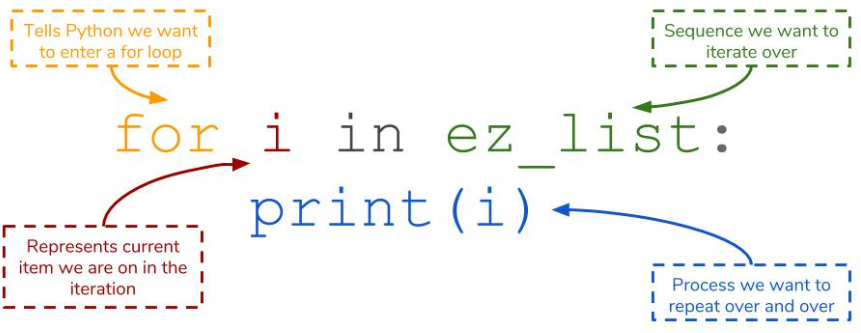 Tells Python we want
to enter a for loop
Sequence we want to
iterate over
for i in ez_list:
print(i)
Represents current
item we are on in the
iteration
Process we want to
repeat over and over